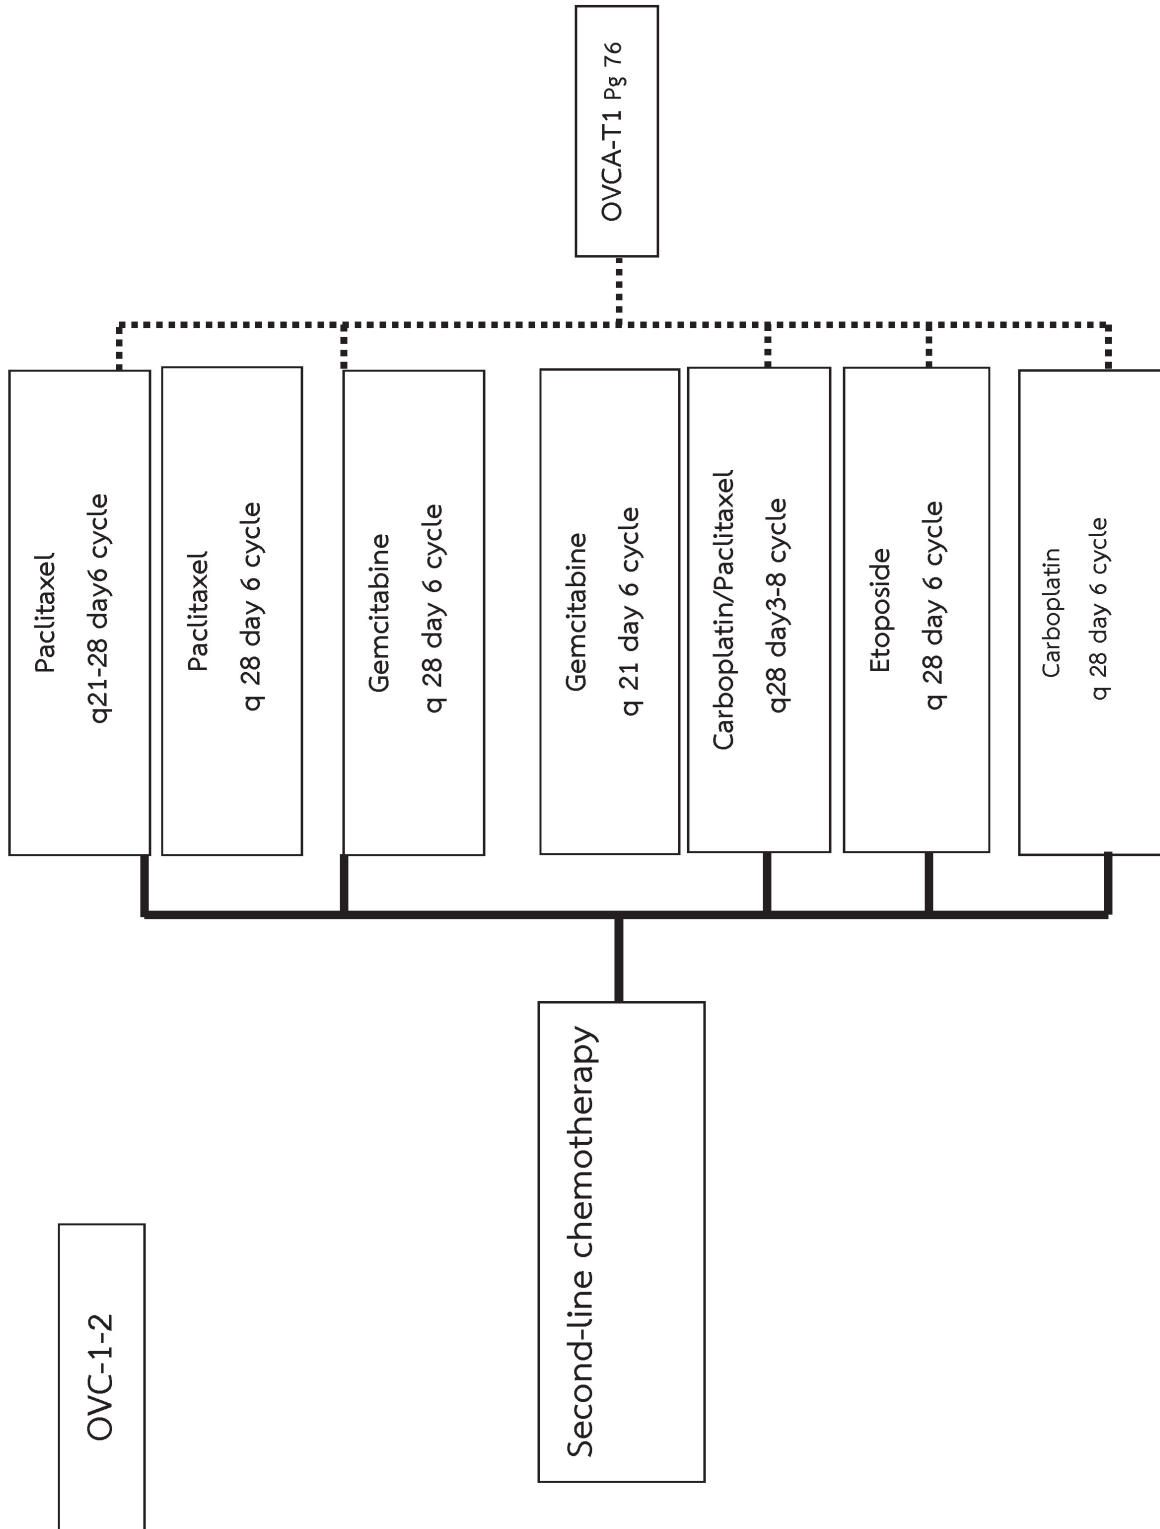 OVC-1-2
Second-line chemotherapy
Paclitaxel
q21-28 day6 cycle
Paclitaxel
q 28 day 6 cycle
Gemcitabine
q 28 day 6 cycle
Gemcitabine
q 21 day 6 cycle
Carboplatin/Paclitaxel
q28 day3-8 cycle
Etoposide
q 28 day 6 cycle
Carboplatin
q 28 day 6 cycle
OVCA-T1 Pg 76